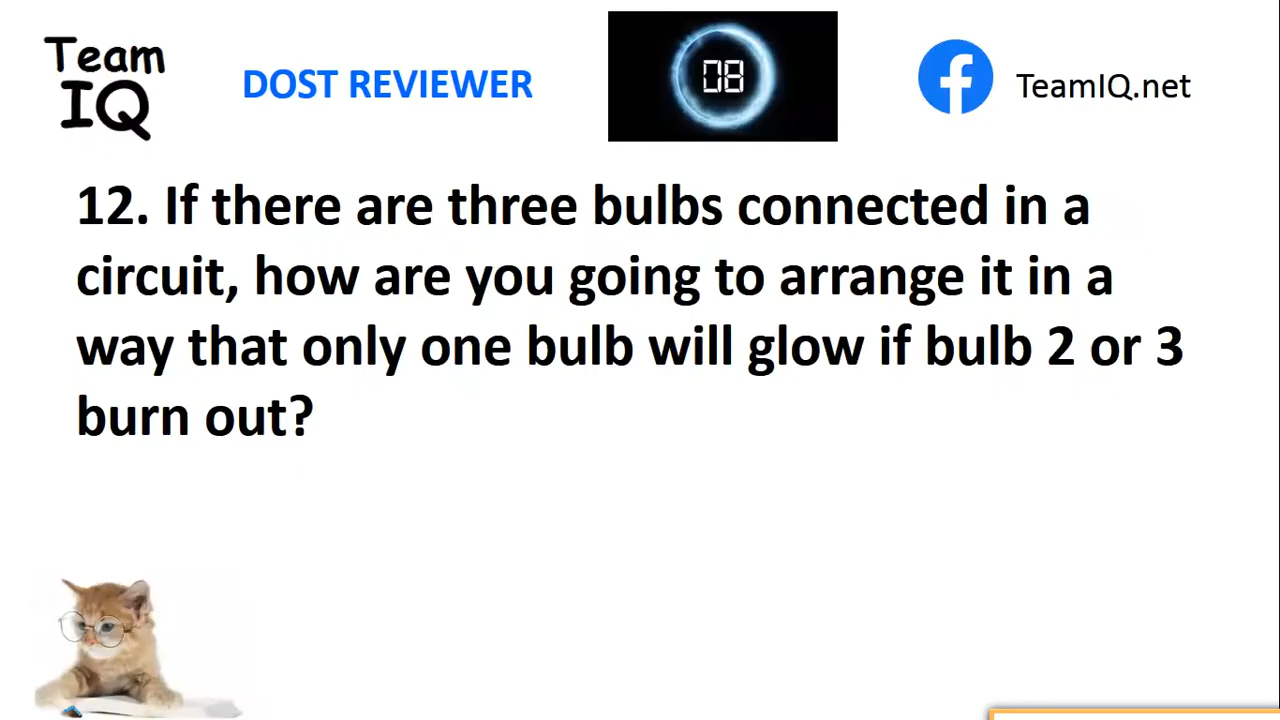 Team
IQ
DOST REVIEWER
08
TeamIQ.net
12. If there are three bulbs connected in a
circuit, how are you going to arrange it in a
way that only one bulb will glow if bulb 2 or 3
burn out?